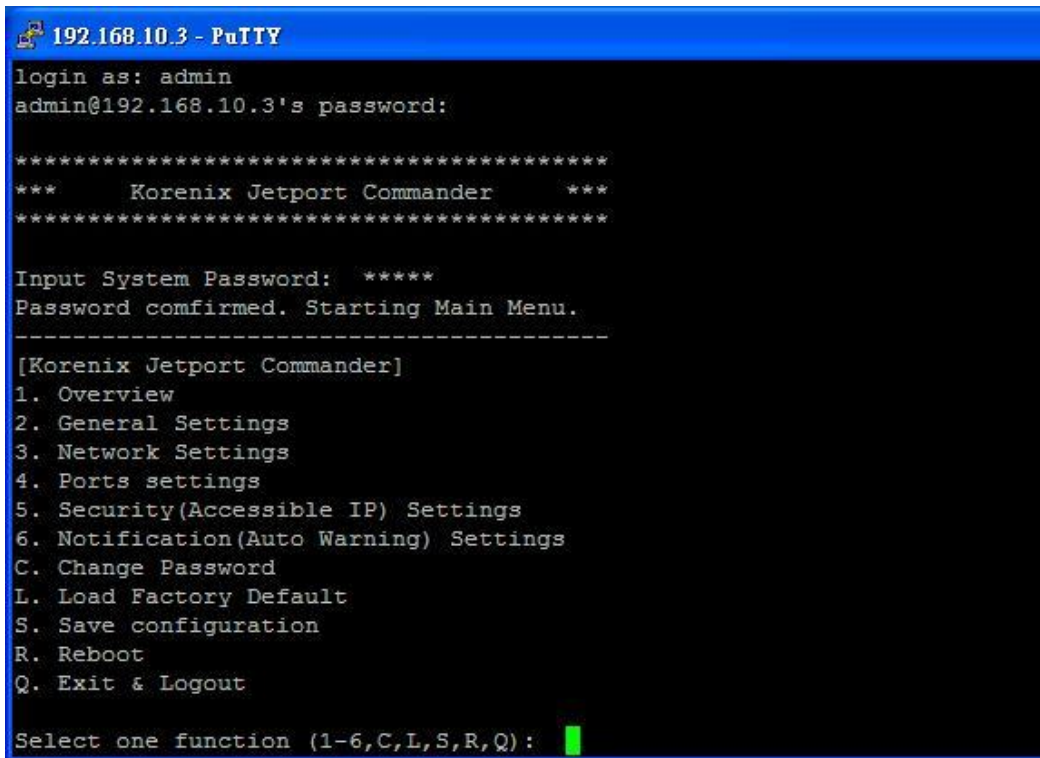 192.168.10.3 - PuTTY
login as: admin
admin@192.168.10.3's password:
*****************************************
***     Korenix Jetport Commander     ***
*****************************************
Input System Password:  *****
Password comfirmed. Starting Main Menu.
-----------------------------------------
[Korenix Jetport Commander]
1. Overview
2. General Settings
3. Network Settings
4. Ports settings
5. Security(Accessible IP) Settings
6. Notification(Auto Warning) Settings
C. Change Password
L. Load Factory Default
S. Save configuration
R. Reboot
Q. Exit & Logout
Select one function (1-6,C,L,S,R,Q):